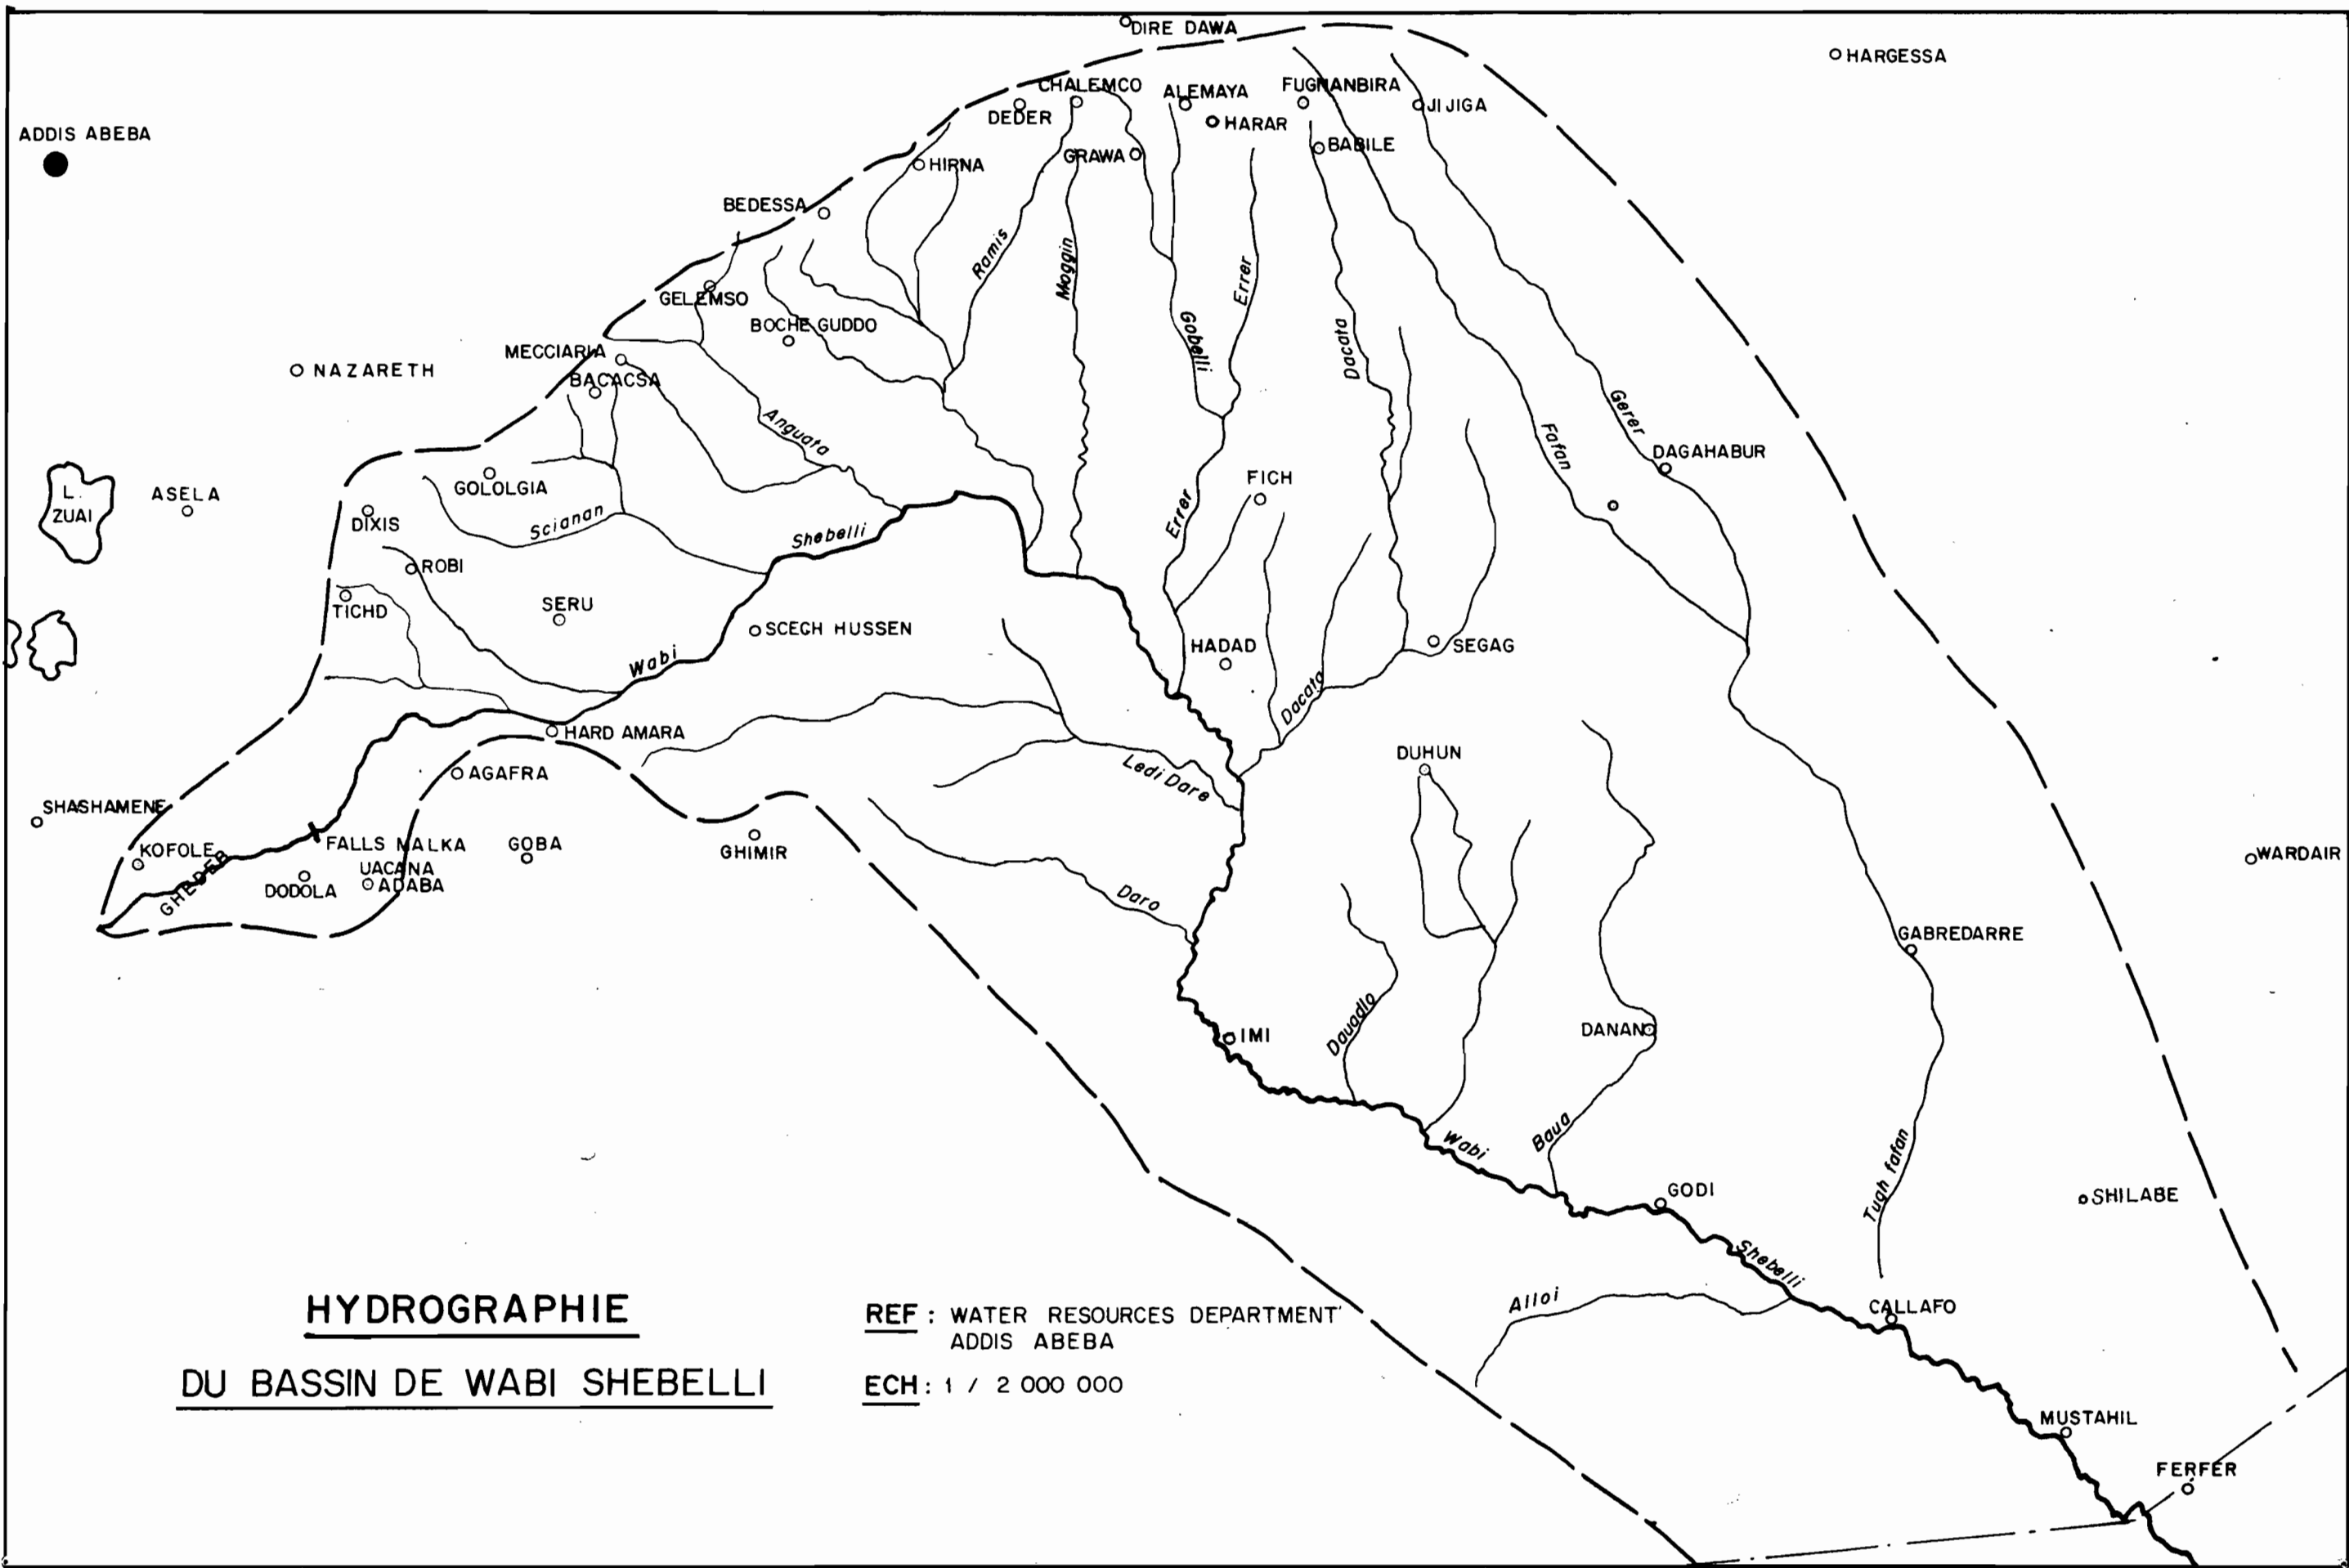 DIRE DAWA
HARGESSA
ADDIS ABEBA
CHALEMCO
ALEMAYA
FUGNANBIRA
JIJIGA
DEDER
HARAR
BABILE
GRAWA
HIRNA
BEDESSA
Ramis
Moggin
Gobelli
Errer
Dacata
GELEMSO
BOCHE GUDDO
MECCIARIA
BACACSA
NAZARETH
Anguata
Gerer
Fafan
DAGAHABUR
FICH
L.
ZUAI
ASELA
GOLOLGIA
DIXIS
Scianan
Shebelli
Errer
ROBI
TICHD
SERU
SCECH HUSSEN
HADAD
SEGAG
Wabi
Dacata
HARD AMARA
AGAFRA
Ledi Dare
DUHUN
SHASHAMENE
KOFOLE
FALLS MALKA
UACANA
ADABA
GOBA
GHIMIR
GHEDEB
DODOLA
WARDAIR
Daro
GABREDARRE
IMI
Dauadlo
DANAN
Wabi
Baua
Tugh fafan
GODI
SHILABE
Shebelli
Alloi
CALLAFO
MUSTAHIL
FERFER
HYDROGRAPHIE
DU BASSIN DE WABI SHEBELLI
REF : WATER RESOURCES DEPARTMENT
ADDIS ABEBA
ECH : 1 / 2 000 000